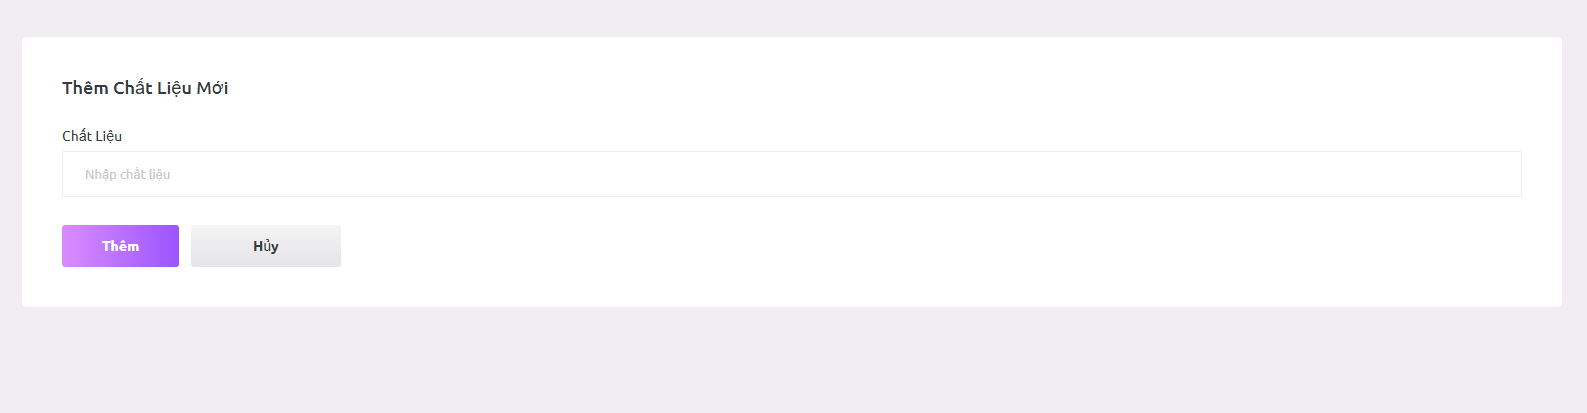 Thêm Chất Liệu Mới
Chất Liệu
Nhập chất liệu
Thêm Hủy